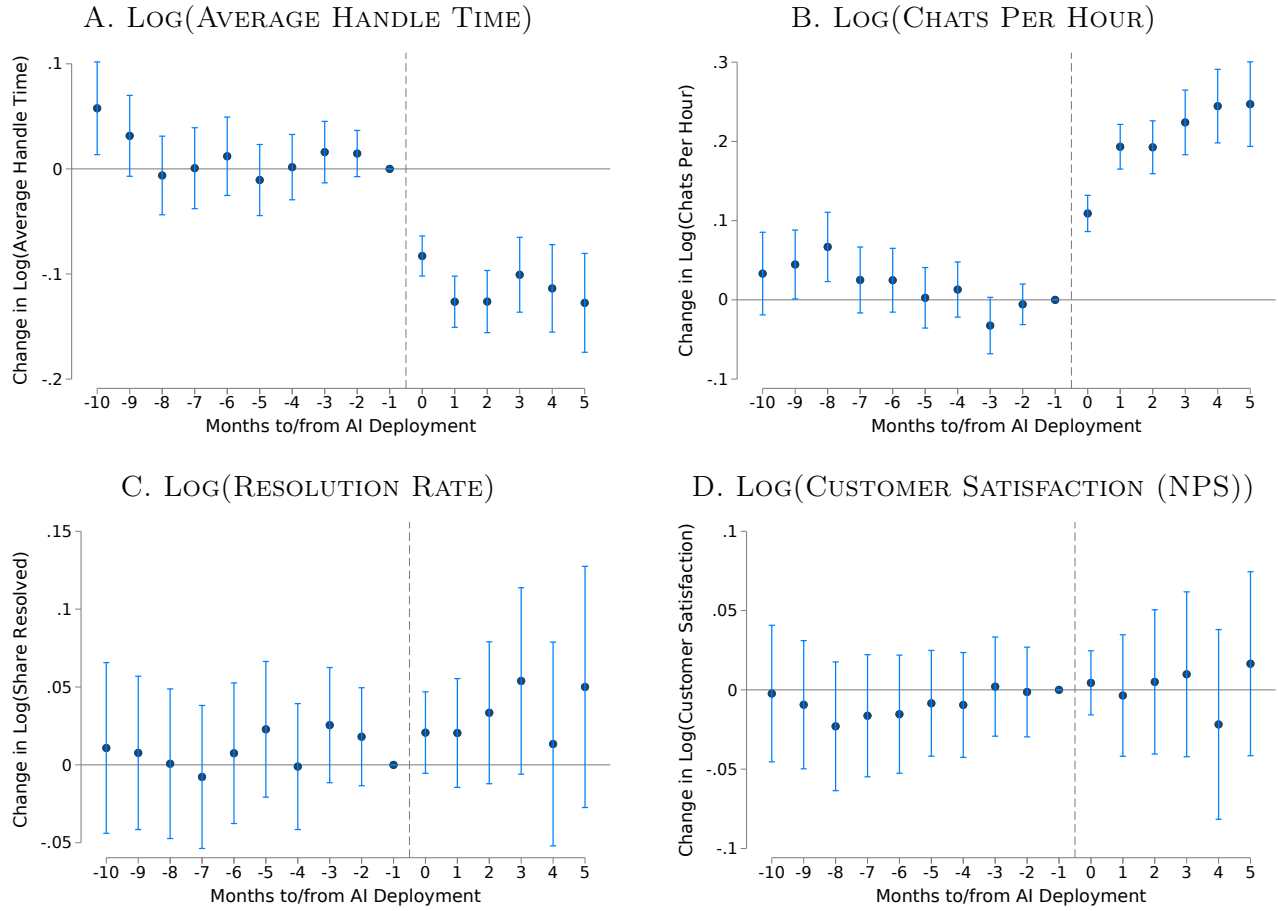 A. Log(Average Handle Time)
Change in Log(Average Handle Time)
.1
0
-.1
-.2
-10 -9 -8 -7 -6 -5 -4 -3 -2 -1 0 1 2 3 4 5
Months to/from AI Deployment
B. Log(Chats Per Hour)
Change in Log(Chats Per Hour)
.3
.2
.1
0
-.1
-10 -9 -8 -7 -6 -5 -4 -3 -2 -1 0 1 2 3 4 5
Months to/from AI Deployment
C. Log(Resolution Rate)
Change in Log(Share Resolved)
.15
.1
.05
0
-.05
-10 -9 -8 -7 -6 -5 -4 -3 -2 -1 0 1 2 3 4 5
Months to/from AI Deployment
D. Log(Customer Satisfaction (NPS))
Change in Log(Customer Satisfaction)
.1
.05
0
-.05
-.1
-10 -9 -8 -7 -6 -5 -4 -3 -2 -1 0 1 2 3 4 5
Months to/from AI Deployment